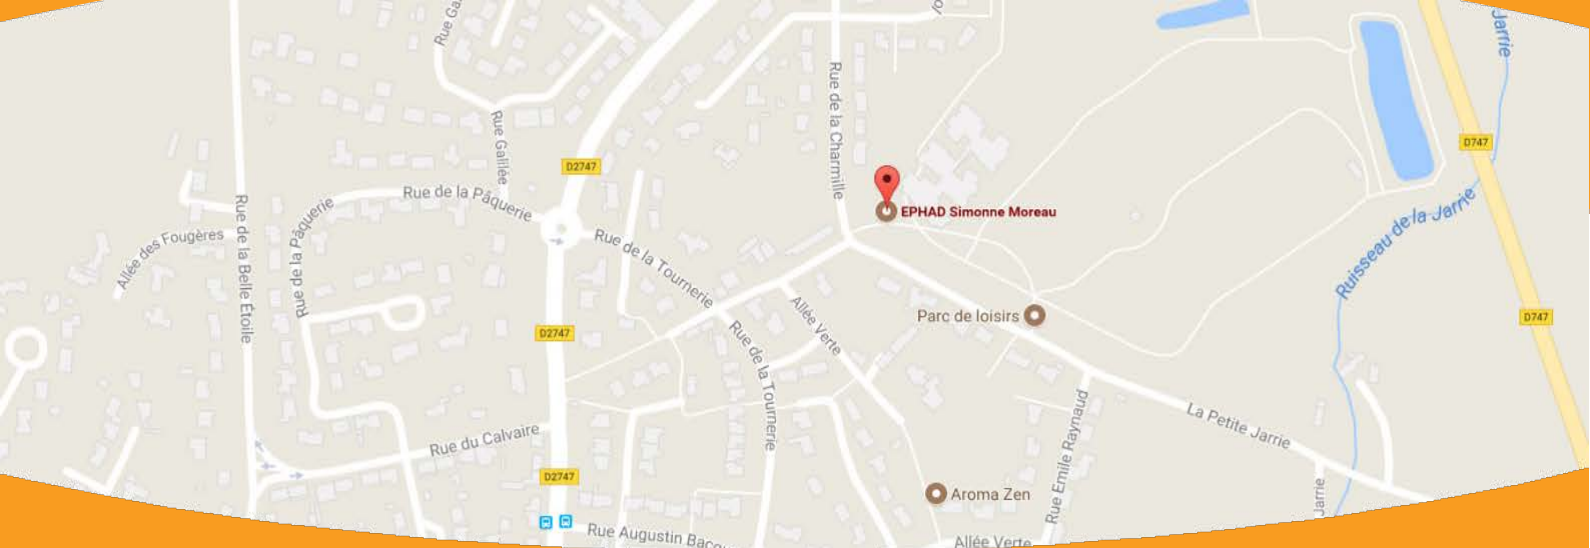 Rue Ga
Jarrie
Rue de la Charmille
Rue Galilée
D747
D2747
Rue de la Pâquerie
Rue de la Pâquerie
Rue de la Belle Étoile
Allée des Fougères
EPHAD Simonne Moreau
Ruisseau de la Jarrie
Rue de la Tournerie
Allée Verte
Parc de loisirs
D747
D2747
Rue de la Tournerie
La Petite Jarrie
Rue Emile Raynaud
Rue du Calvaire
D2747
Aroma Zen
Jarrie
Rue Augustin Baco
Allée Verte